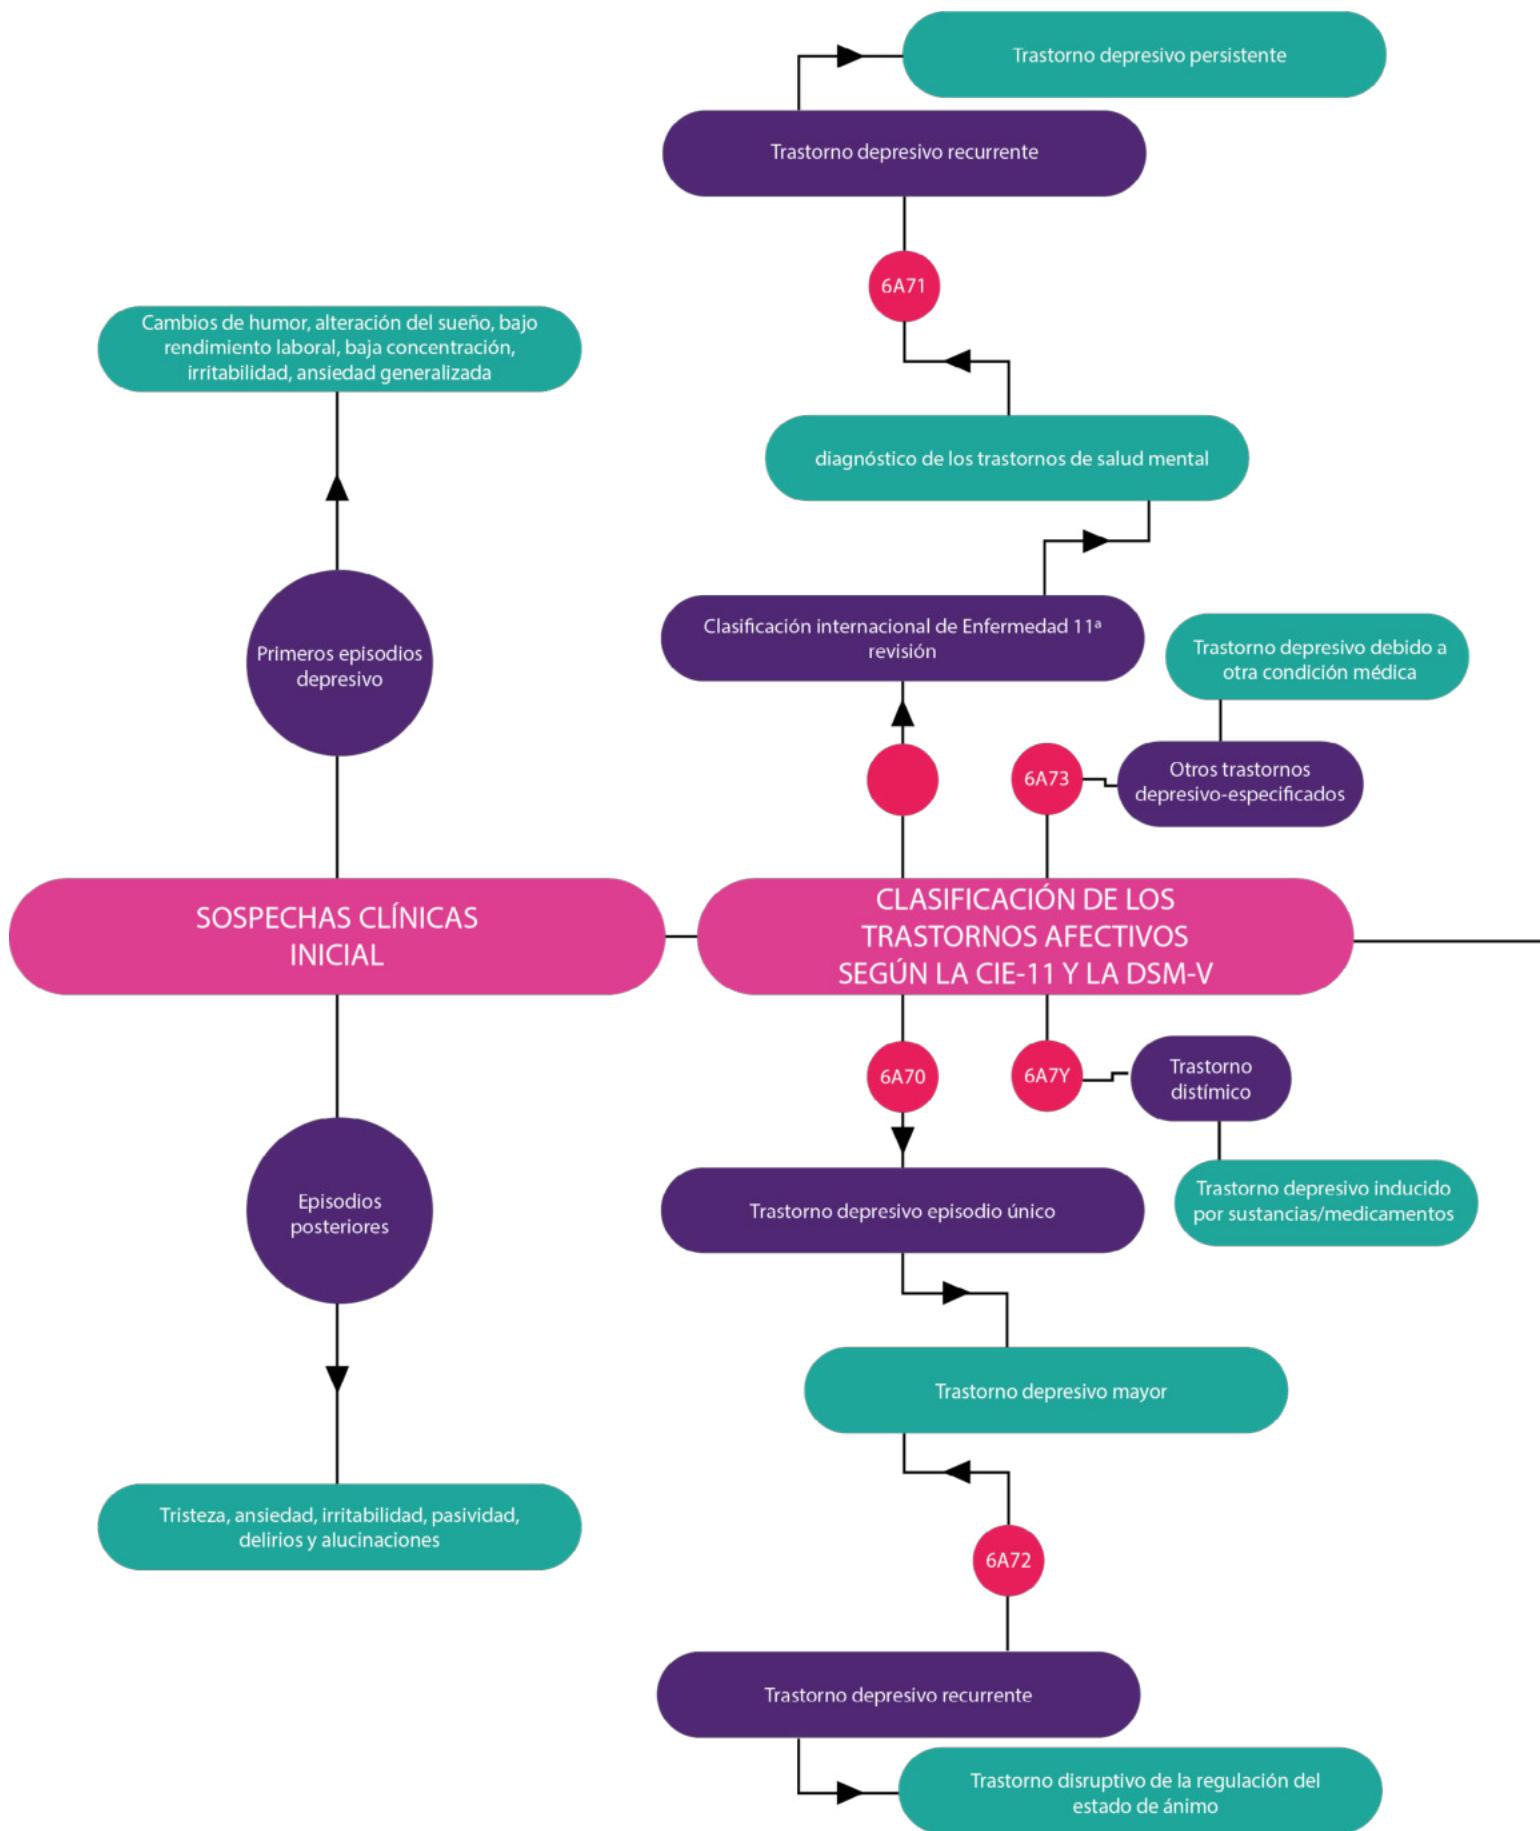 Trastorno depresivo persistente
Trastorno depresivo recurrente
6A71
Cambios de humor, alteración del sueño, bajo
rendimiento laboral, baja concentración,
irritabilidad, ansiedad generalizada
diagnóstico de los trastornos de salud mental
Clasificación internacional de Enfermedad 11ª
revisión
Primeros episodios
depresivo
Trastorno depresivo debido a
otra condición médica
6A73
Otros trastornos
depresivo-especificados
SOSPECHAS CLÍNICAS
INICIAL
CLASIFICACIÓN DE LOS
TRASTORNOS AFECTIVOS
SEGÚN LA CIE-11 Y LA DSM-V
6A70
6A7Y
Trastorno
distímico
Episodios
posteriores
Trastorno depresivo episodio único
Trastorno depresivo inducido
por sustancias/medicamentos
Trastorno depresivo mayor
Tristeza, ansiedad, irritabilidad, pasividad,
delirios y alucinaciones
6A72
Trastorno depresivo recurrente
Trastorno disruptivo de la regulación del
estado de ánimo